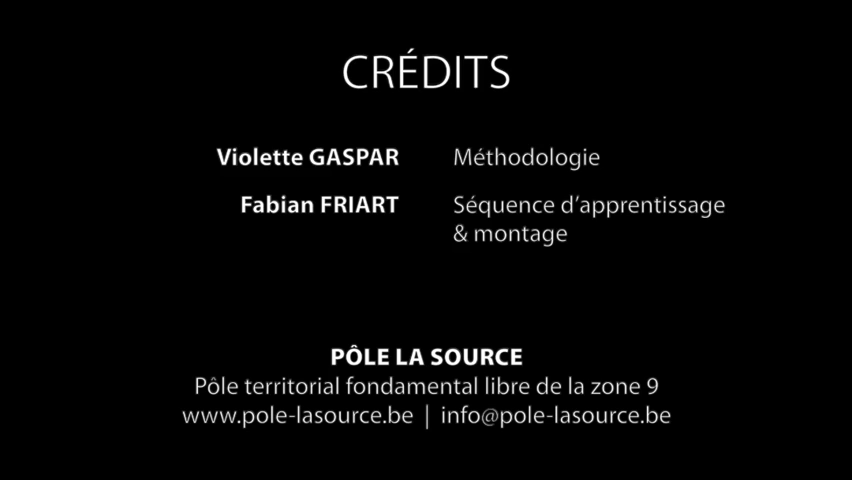 CRÉDITS
Violette GASPAR Méthodologie
Fabian FRIART Séquence d’apprentissage
& montage
PÔLE LA SOURCE
Pôle territorial fondamental libre de la zone 9
www.pole-lasource.be | info@pole-lasource.be